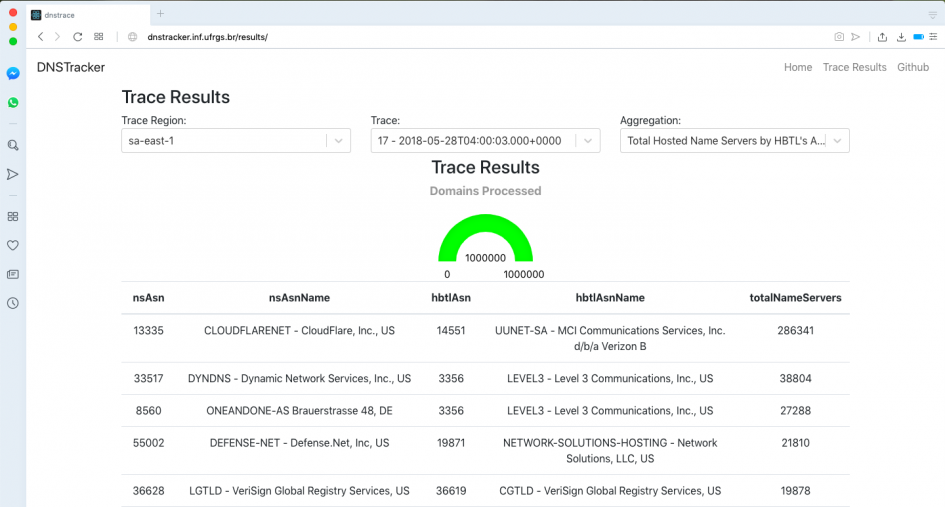 dnstrace
dnstracker.inf.ufrgs.br/results/
DNSTracker
Home Trace Results Github
Trace Results
Trace Region: Trace: Aggregation:
sa-east-1 17 - 2018-05-28T04:00:03.000+0000 Total Hosted Name Servers by HBTL's A...
Trace Results
Domains Processed
1000000
0 1000000
nsAsn nsAsnName hbtlAsn hbtlAsnName totalNameServers
13335 CLOUDFLARENET - CloudFlare, Inc., US 14551 UUNET-SA - MCI Communications Services, Inc. 286341
d/b/a Verizon B
33517 DYNDNS - Dynamic Network Services, Inc., US 3356 LEVEL3 - Level 3 Communications, Inc., US 38804
8560 ONEANDONE-AS Brauerstrasse 48, DE 3356 LEVEL3 - Level 3 Communications, Inc., US 27288
55002 DEFENSE-NET - Defense.Net, Inc, US 19871 NETWORK-SOLUTIONS-HOSTING - Network 21810
Solutions, LLC, US
36628 LGTLD - VeriSign Global Registry Services, US 36619 CGTLD - VeriSign Global Registry Services, US 19878